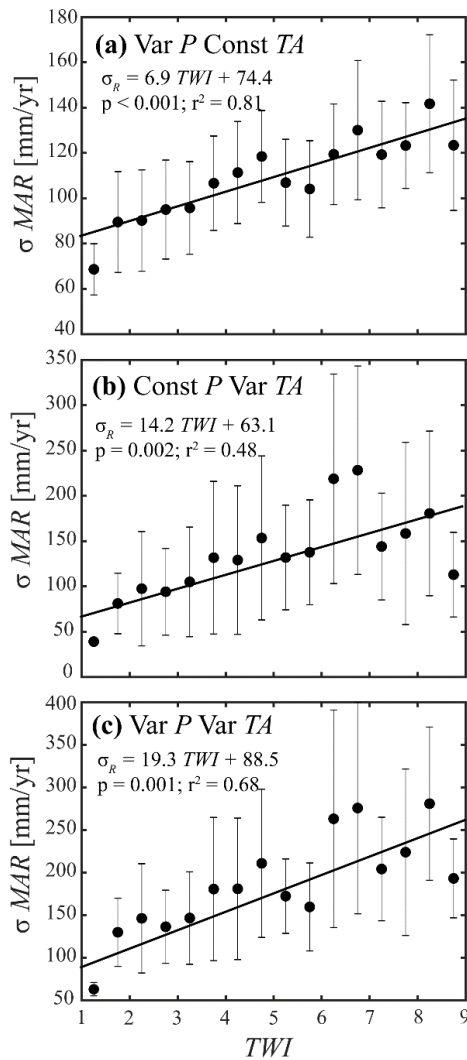 180
(a) Var P Const TA
160
σR = 6.9 TWI + 74.4
140
p < 0.001; r² = 0.81
120
σ MAR [mm/yr]
100
80
60
40
350
(b) Const P Var TA
300
σR = 14.2 TWI + 63.1
250
p = 0.002; r² = 0.48
200
σ MAR [mm/yr]
150
100
50
0
400
(c) Var P Var TA
350
σR = 19.3 TWI + 88.5
300
p = 0.001; r² = 0.68
250
σ MAR [mm/yr]
200
150
100
50
1 2 3 4 5 6 7 8 9
TWI